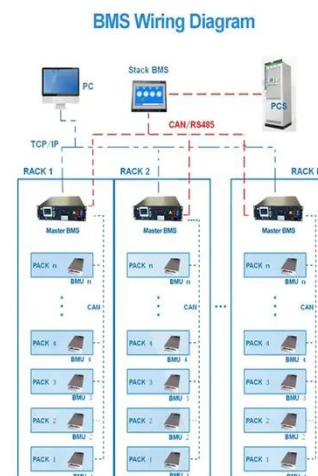 BMS Wiring Diagram
Stack BMS
PC
PCS
CAN/RS485
TCP/IP
RACK 1
RACK 2
RACK
Master BMS
Master BMS
Master BMS
PACK n
BMU n
PACK n
BMU n
PACK n
BMU n
CAN
CAN
CAN
...
PACK 4
BMU 4
PACK 4
BMU 4
PACK 4
BMU 4
PACK 3
BMU 3
PACK 3
BMU 3
PACK 3
BMU 3
PACK 2
BMU 2
PACK 2
BMU 2
PACK 2
BMU 2
PACK 1
PACK 1
PACK 1